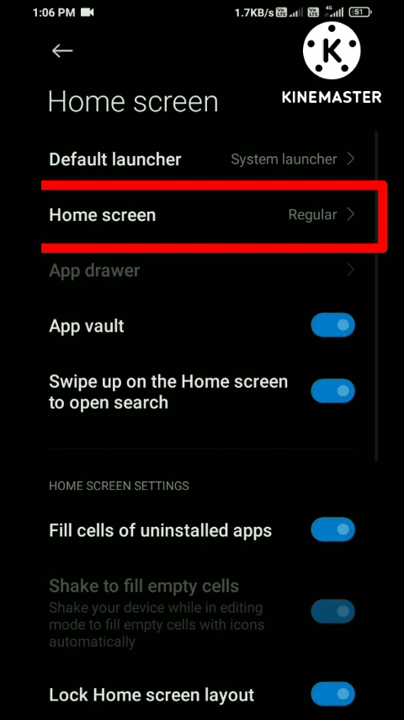 1:06 PM 1.7KB/s 4G 51
KINEMASTER
Home screen
Default launcher System launcher
Home screen Regular
App drawer
App vault
Swipe up on the Home screen
to open search
HOME SCREEN SETTINGS
Fill cells of uninstalled apps
Shake to fill empty cells
Shake your device while in editing
mode to fill empty cells with icons
automatically
Lock Home screen layout